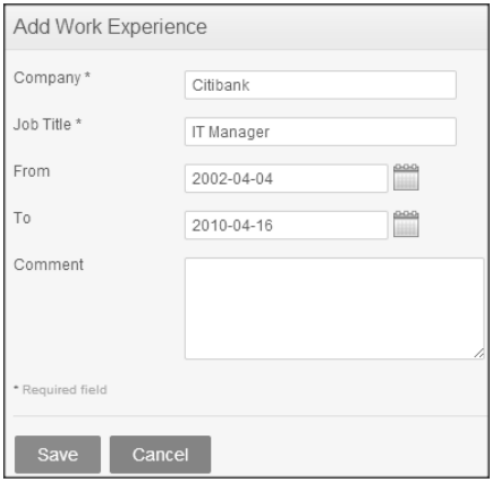 Add Work Experience
Company * Citibank
Job Title * IT Manager
From 2002-04-04
To 2010-04-16
Comment
* Required field
Save Cancel